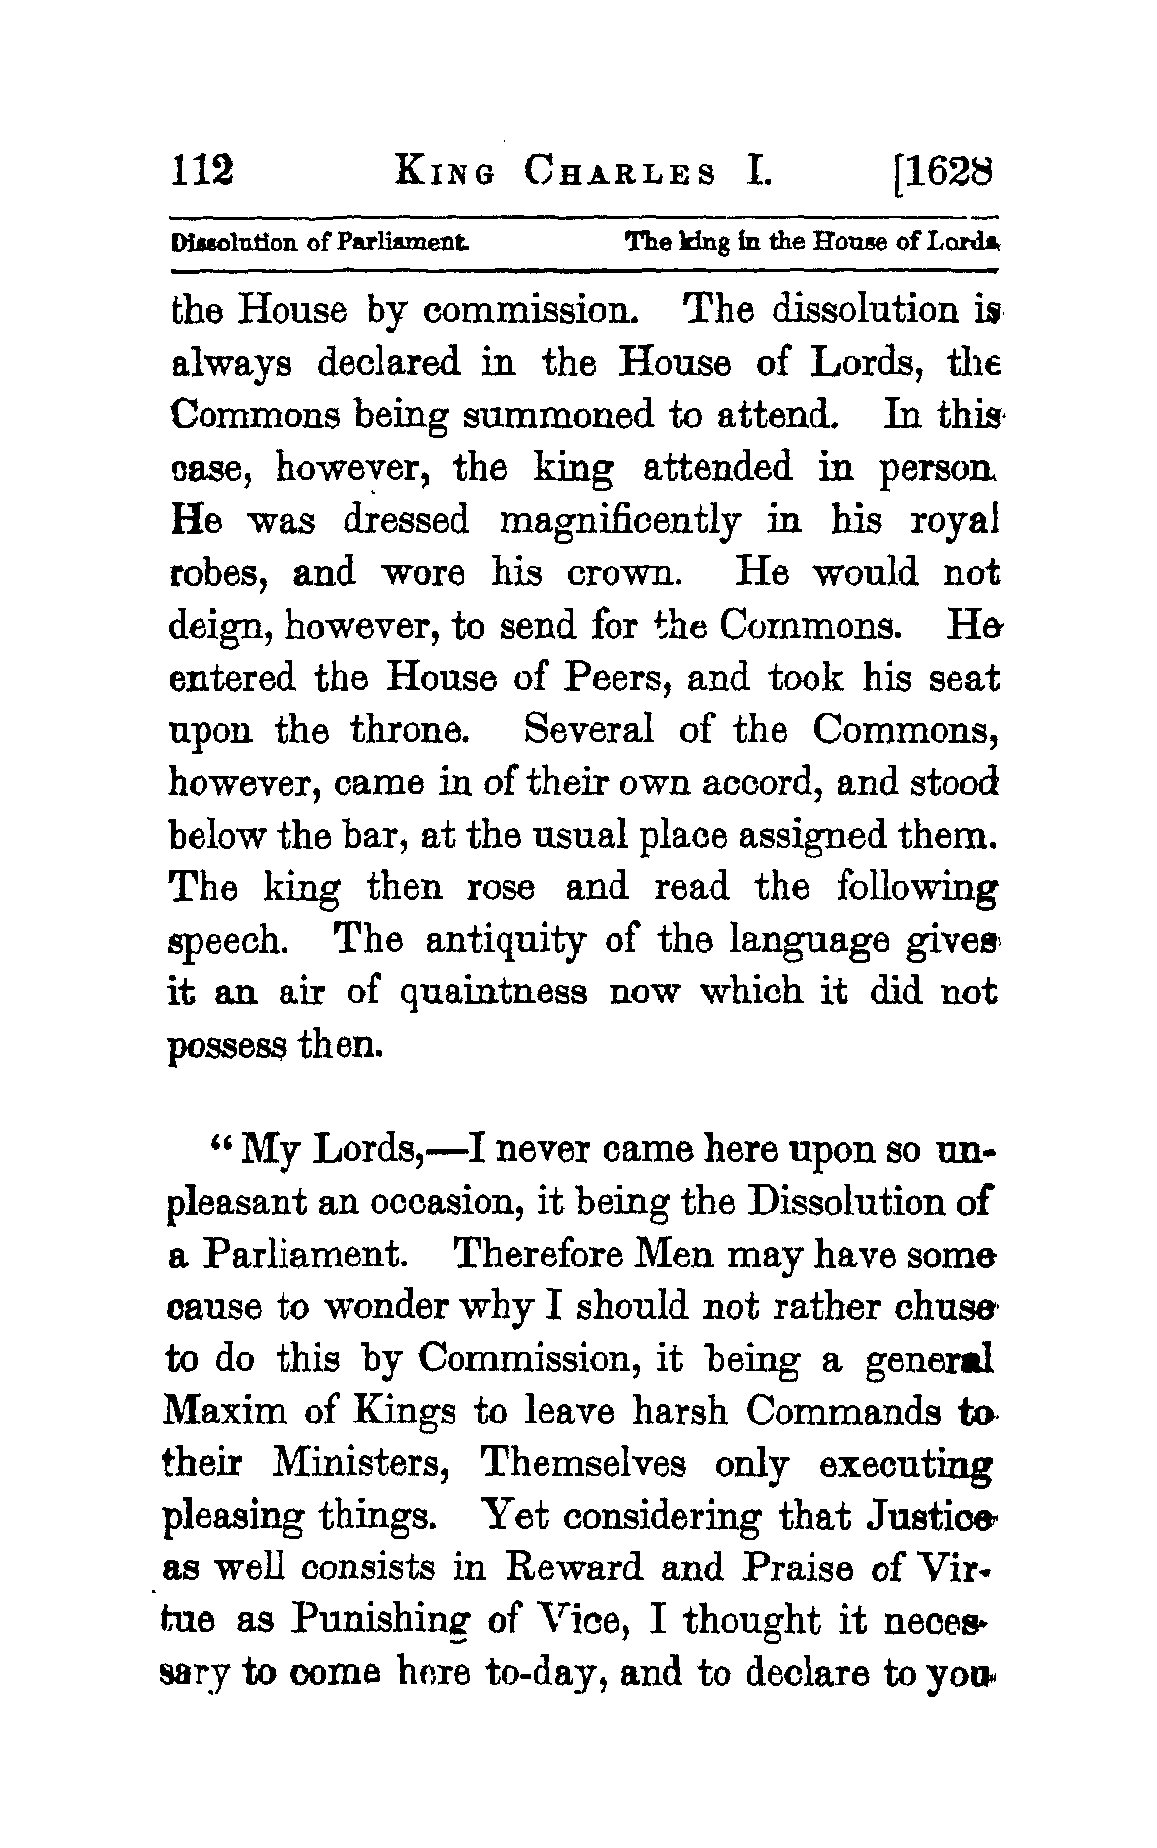 112 KING CHARLES I. [1628
Dissolution of Parliament. The king in the House of Lords.
the House by commission. The dissolution is
always declared in the House of Lords, the
Commons being summoned to attend. In this
case, however, the king attended in person.
He was dressed magnificently in his royal
robes, and wore his crown. He would not
deign, however, to send for the Commons. He
entered the House of Peers, and took his seat
upon the throne. Several of the Commons,
however, came in of their own accord, and stood
below the bar, at the usual place assigned them.
The king then rose and read the following
speech. The antiquity of the language gives
it an air of quaintness now which it did not
possess then.
“My Lords,—I never came here upon so un-
pleasant an occasion, it being the Dissolution of
a Parliament. Therefore Men may have some
cause to wonder why I should not rather chuse
to do this by Commission, it being a general
Maxim of Kings to leave harsh Commands to
their Ministers, Themselves only executing
pleasing things. Yet considering that Justice
as well consists in Reward and Praise of Vir-
tue as Punishing of Vice, I thought it neces-
sary to come here to-day, and to declare to you